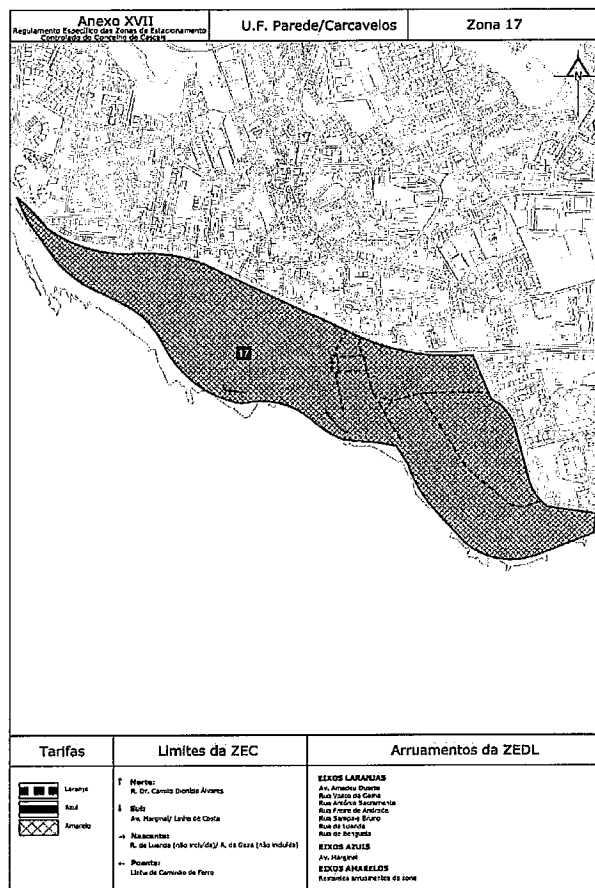 Anexo XVII
Regulamento Específico das Zonas de Estacionamento
Controlado do Concelho de Cascais
U.F. Parede/Carcavelos
Zona 17
N
17
Tarifas
Laranja
Azul
Amarelo
Limites da ZEC
↑ Norte:
R. Dr. Camilo Dionísio Álvares
↓ Sul:
Av. Marginal/ Linha de Costa
→ Nascente:
R. de Luanda (não incluída)/ R. de Gaza (não incluída)
← Poente:
Linha de Caminho de Ferro
Arruamentos da ZEDL
EIXOS LARANJAS
Av. Amadeu Duarte
Rua Vasco da Gama
Rua António Sacramento
Rua Freire de Andrade
Rua Sampaio Bruno
Rua de Luanda
Rua de Benguela
EIXOS AZUIS
Av. Marginal
EIXOS AMARELOS
Restantes arruamentos da zona